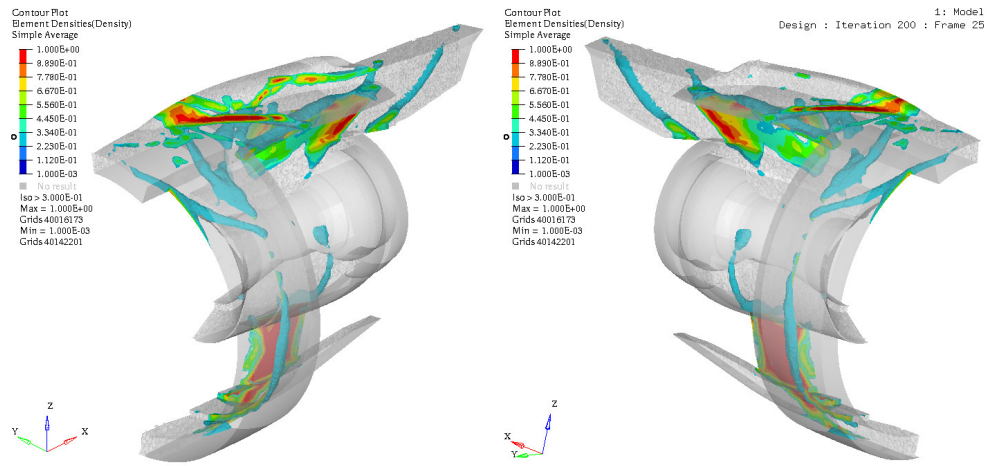 Contour Plot
Element Densities(Density)
Simple Average
1.000E+00
8.890E-01
7.780E-01
6.670E-01
5.560E-01
4.450E-01
3.340E-01
2.230E-01
1.120E-01
1.000E-03
No result
Iso > 3.000E-01
Max = 1.000E+00
Grids 40016173
Min = 1.000E-03
Grids 40142201
Z
Y
X
Contour Plot
Element Densities(Density)
Simple Average
1.000E+00
8.890E-01
7.780E-01
6.670E-01
5.560E-01
4.450E-01
3.340E-01
2.230E-01
1.120E-01
1.000E-03
No result
Iso > 3.000E-01
Max = 1.000E+00
Grids 40016173
Min = 1.000E-03
Grids 40142201
1: Model
Design : Iteration 200 : Frame 25
Z
X
Y